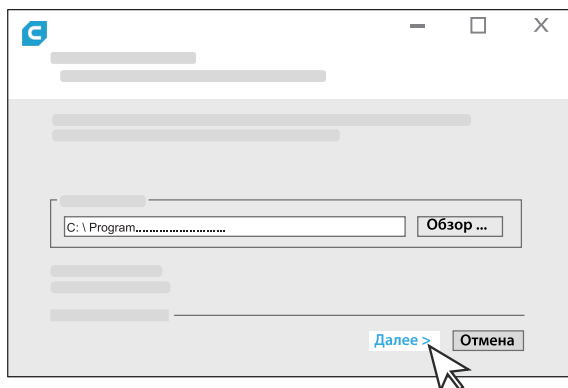 C: \ Program...........................
Обзор ...
Далее >
Отмена